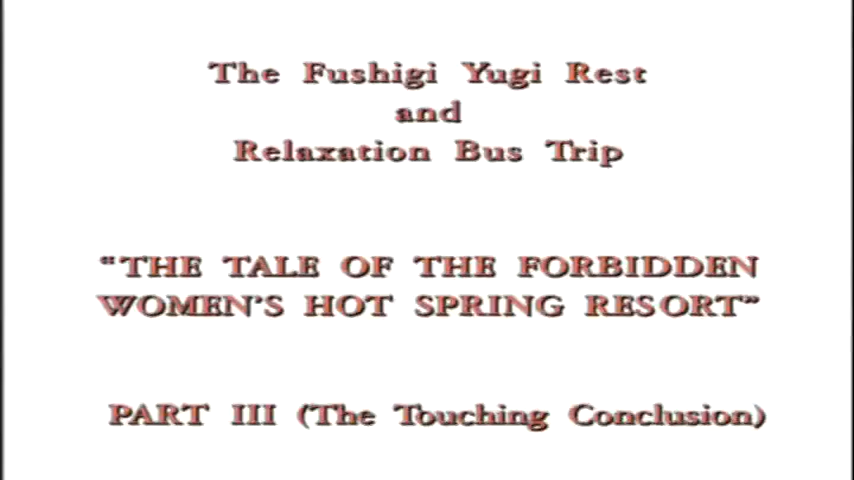 The Fushigi Yugi Rest
and
Relaxation Bus Trip
“THE TALE OF THE FORBIDDEN
WOMEN'S HOT SPRING RESORT”
PART III (The Touching Conclusion)